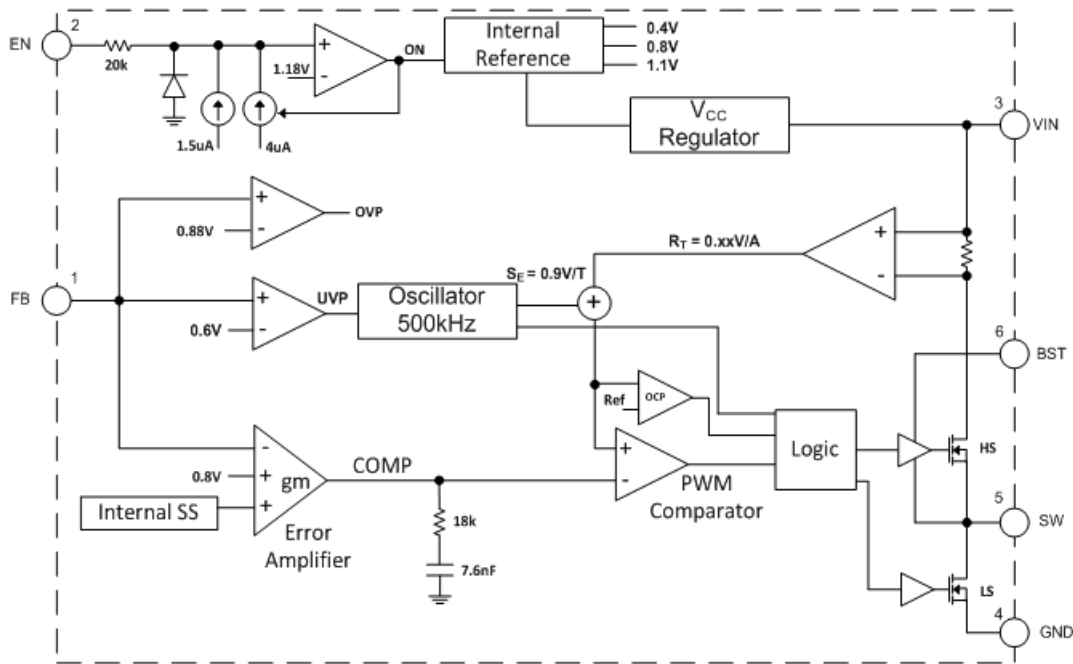 EN
2
20k
1.5uA
4uA
+
1.18V
-
ON
Internal
Reference
0.4V
0.8V
1.1V
VCC
Regulator
3
VIN
+
0.88V
-
OVP
RT = 0.xxV/A
+
-
FB
1
+
0.6V
-
UVP
Oscillator
500kHz
SE = 0.9V/T
+
6
BST
Ref
OCP
-
0.8V
+
+
gm
Internal SS
Error
Amplifier
COMP
18k
7.6nF
+
-
PWM
Comparator
Logic
HS
5
SW
LS
4
GND